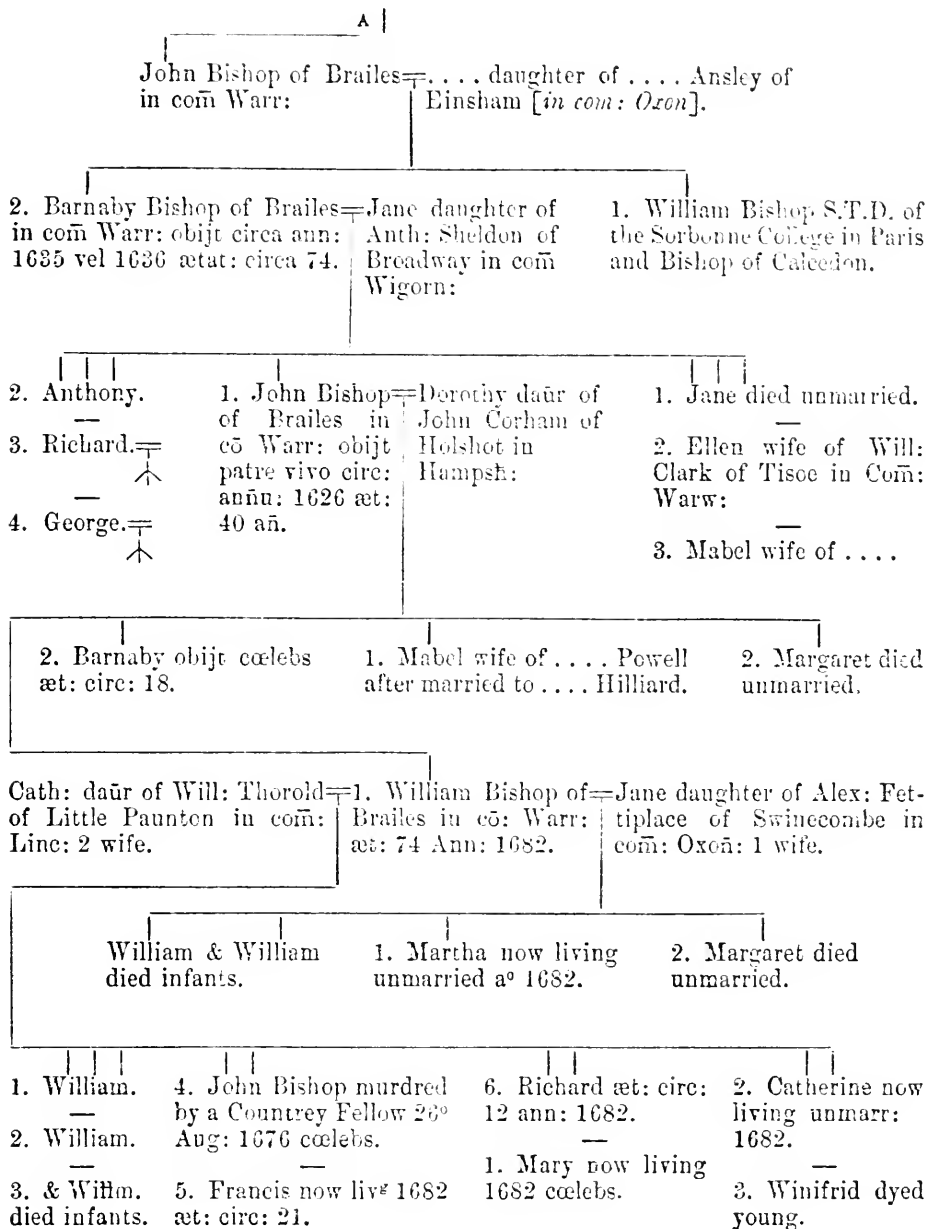 A
John Bishop of Brailes=.... daughter of .... Ansley of
in com̄ Warr: Einsham [in com: Oxon].
2. Barnaby Bishop of Brailes=Jane daughter of
in com̄ Warr: obijt circa ann: Anth: Sheldon of
1635 vel 1636 ætat: circa 74. Broadway in com̄
Wigorn:
1. William Bishop S.T.D. of
the Sorbonne College in Paris
and Bishop of Calcedon.
2. Anthony.
—
3. Richard.=
—
4. George.=
1. John Bishop=Dorothy daūr of
of Brailes in John Corham of
cō Warr: obijt Holshot in
patre vivo circ: Hampsh:
ann̄u: 1626 æt:
40 an̄.
1. Jane died unmarried.
—
2. Ellen wife of Will:
Clark of Tisoe in Com̄:
Warw:
—
3. Mabel wife of ....
2. Barnaby obijt cœlebs
æt: circ: 18.
1. Mabel wife of .... Powell
after married to .... Hilliard.
2. Margaret died
unmarried.
Cath: daūr of Will: Thorold=1. William Bishop of=Jane daughter of Alex: Fet-
of Little Paunton in com̄: Brailes in cō: Warr: tiplace of Swinecombe in
Linc: 2 wife. æt: 74 Ann: 1682. com̄: Oxon̄: 1 wife.
William & William
died infants.
1. Martha now living
unmarried aº 1682.
2. Margaret died
unmarried.
1. William.
—
2. William.
—
3. & Willm.
died infants.
4. John Bishop murdred
by a Countrey Fellow 26º
Aug: 1676 cœlebs.
—
5. Francis now livᵍ 1682
æt: circ: 21.
6. Richard æt: circ:
12 ann: 1682.
—
1. Mary now living
1682 cœlebs.
2. Catherine now
living unmarr:
1682.
—
3. Winifrid dyed
young.